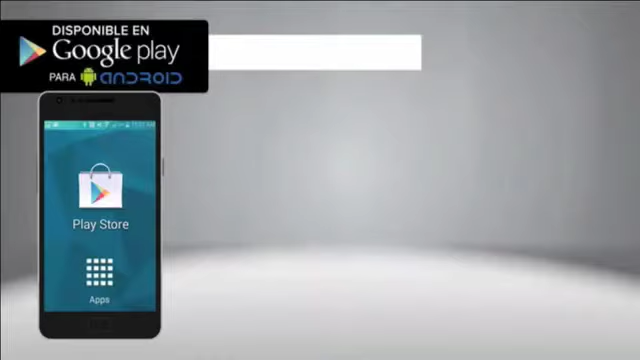 DISPONIBLE EN
Google play
PARA ANDROID
Play Store
Apps